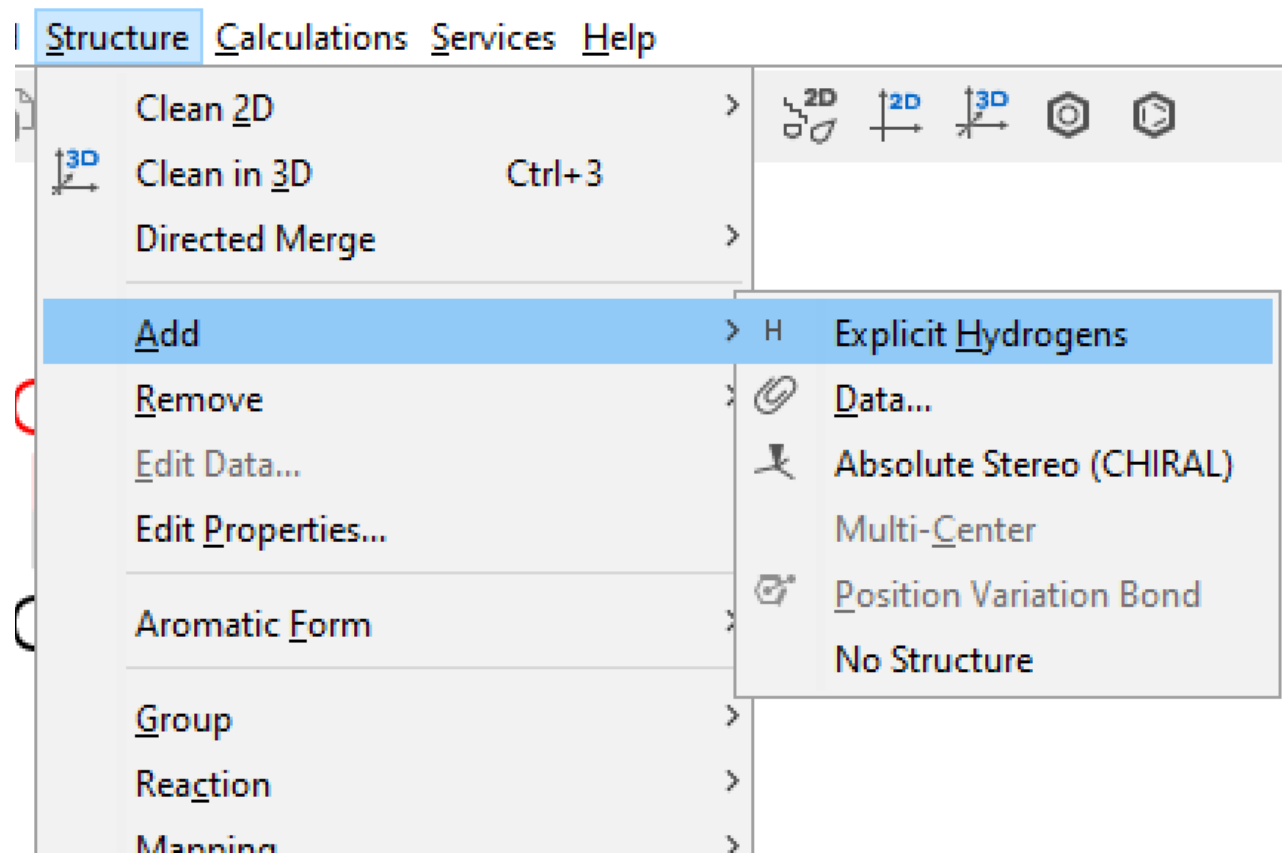 Structure Calculations Services Help
2D 2D 3D
Clean 2D
3D Clean in 3D Ctrl+3
Directed Merge
Add
H Explicit Hydrogens
Remove
Data...
Edit Data...
Absolute Stereo (CHIRAL)
Edit Properties...
Multi-Center
Position Variation Bond
Aromatic Form
No Structure
Group
Reaction
Mapping